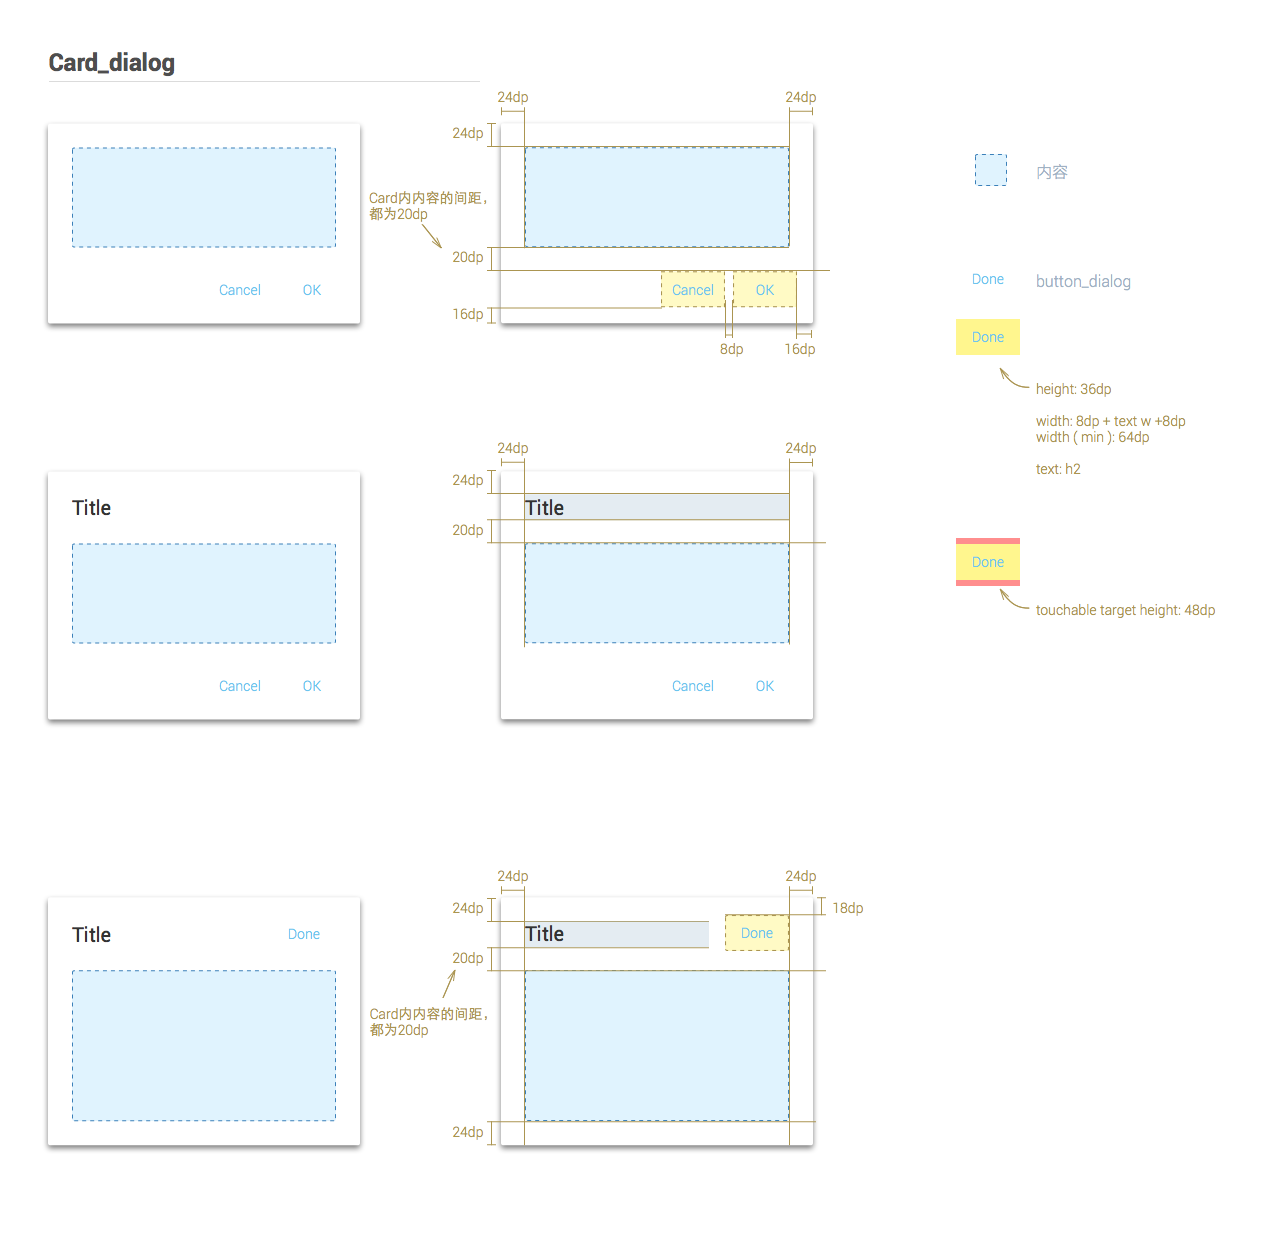 Card_dialog
24dp
24dp
24dp
Card内内容的间距，
都为20dp
20dp
Cancel
OK
Cancel
OK
16dp
8dp
16dp
内容
Done
button_dialog
Done
height: 36dp
width: 8dp + text w +8dp
width ( min ): 64dp
text: h2
24dp
24dp
24dp
Title
Title
20dp
Cancel
OK
Cancel
OK
Done
touchable target height: 48dp
24dp
24dp
24dp
18dp
Title
Done
Title
Done
20dp
Card内内容的间距，
都为20dp
24dp